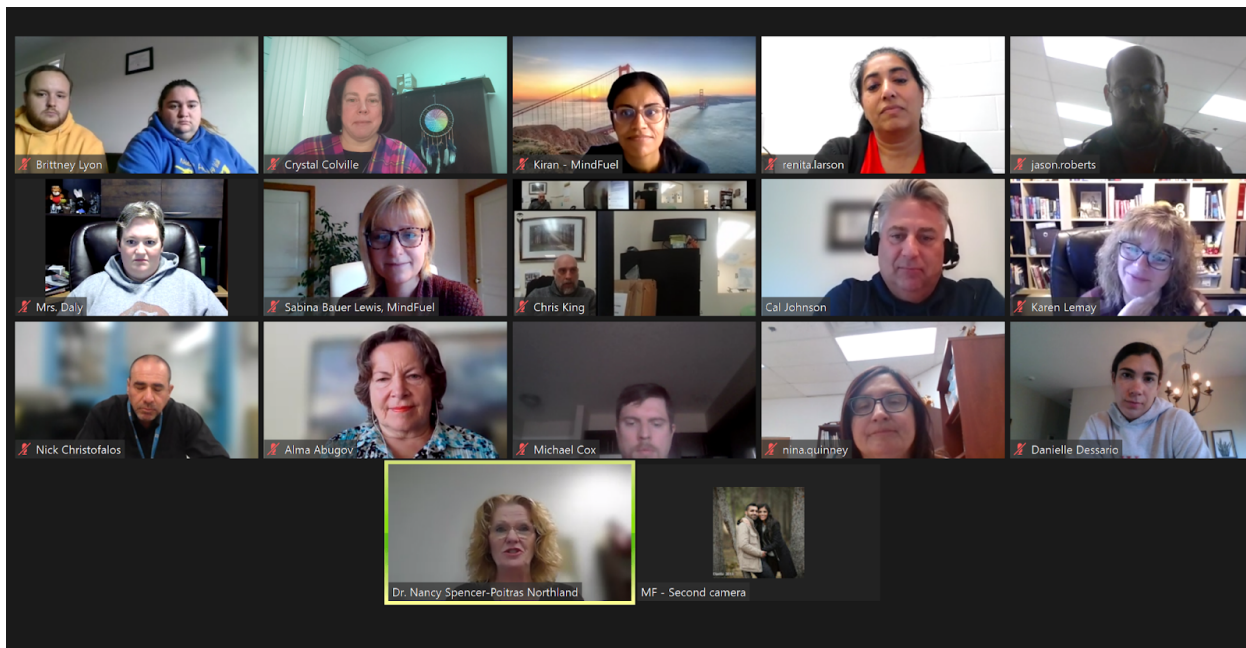 Brittney Lyon
Crystal Colville
Kiran - MindFuel
renita.larson
jason.roberts
Mrs. Daly
Sabina Bauer Lewis, MindFuel
Chris King
Cal Johnson
Karen Lemay
Nick Christofalos
Alma Abugov
Michael Cox
nina.quinney
Danielle Dessario
Dr. Nancy Spencer-Poitras Northland
MF - Second camera